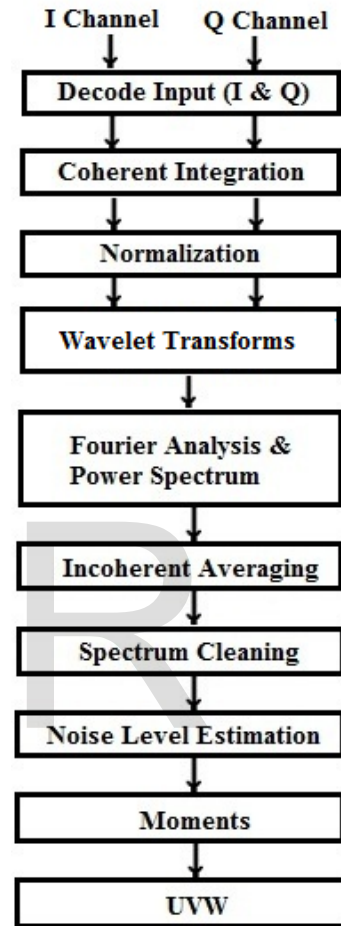 I Channel Q Channel
Decode Input (I & Q)
Coherent Integration
Normalization
Wavelet Transforms
Fourier Analysis &
Power Spectrum
Incoherent Averaging
Spectrum Cleaning
Noise Level Estimation
Moments
UVW
R